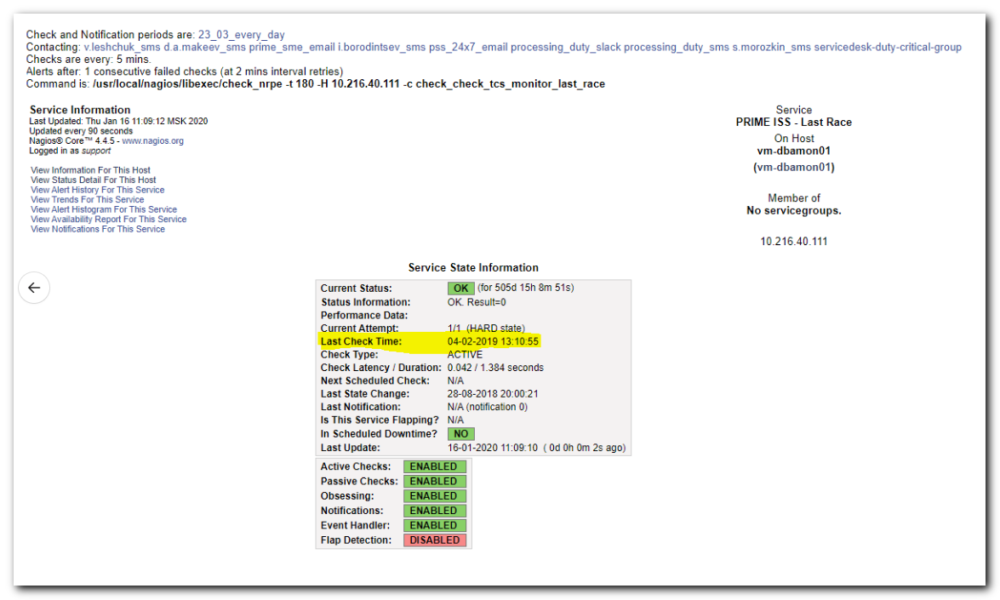 Check and Notification periods are: 23_03_every_day
Contacting: v.leshchuk_sms d.a.makeev_sms prime_sme_email i.borodintsev_sms pss_24x7_email processing_duty_slack processing_duty_sms s.morozkin_sms servicedesk-duty-critical-group
Checks are every: 5 mins.
Alerts after: 1 consecutive failed checks (at 2 mins interval retries)
Command is: /usr/local/nagios/libexec/check_nrpe -t 180 -H 10.216.40.111 -c check_check_tcs_monitor_last_race
Service Information
Last Updated: Thu Jan 16 11:09:12 MSK 2020
Updated every 90 seconds
Nagios® Core™ 4.4.5 - www.nagios.org
Logged in as support
View Information For This Host
View Status Detail For This Host
View Alert History For This Service
View Trends For This Service
View Alert Histogram For This Service
View Availability Report For This Service
View Notifications For This Service
Service
PRIME ISS - Last Race
On Host
vm-dbamon01
(vm-dbamon01)
Member of
No servicegroups.
10.216.40.111
Service State Information
Current Status: OK (for 505d 15h 8m 51s)
Status Information: OK. Result=0
Performance Data:
Current Attempt: 1/1 (HARD state)
Last Check Time: 04-02-2019 13:10:55
Check Type: ACTIVE
Check Latency / Duration: 0.042 / 1.384 seconds
Next Scheduled Check: N/A
Last State Change: 28-08-2018 20:00:21
Last Notification: N/A (notification 0)
Is This Service Flapping? N/A
In Scheduled Downtime? NO
Last Update: 16-01-2020 11:09:10 ( 0d 0h 0m 2s ago)
Active Checks: ENABLED
Passive Checks: ENABLED
Obsessing: ENABLED
Notifications: ENABLED
Event Handler: ENABLED
Flap Detection: DISABLED